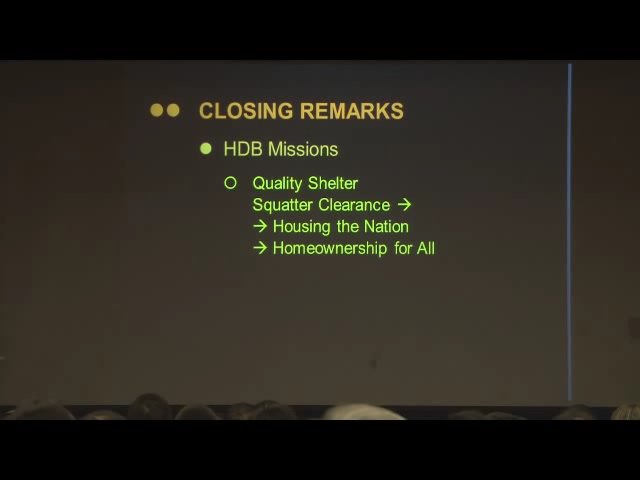 CLOSING REMARKS
HDB Missions
Quality Shelter
Squatter Clearance →
→ Housing the Nation
→ Homeownership for All